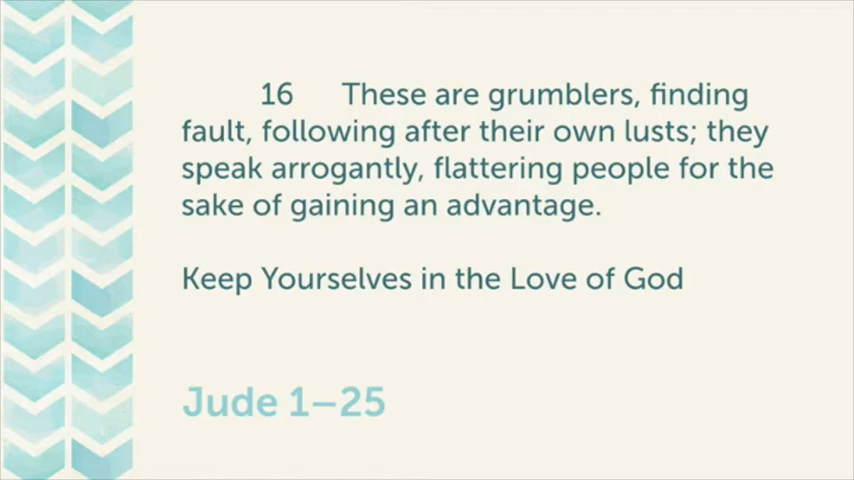 16 These are grumblers, finding
fault, following after their own lusts; they
speak arrogantly, flattering people for the
sake of gaining an advantage.
Keep Yourselves in the Love of God
Jude 1–25